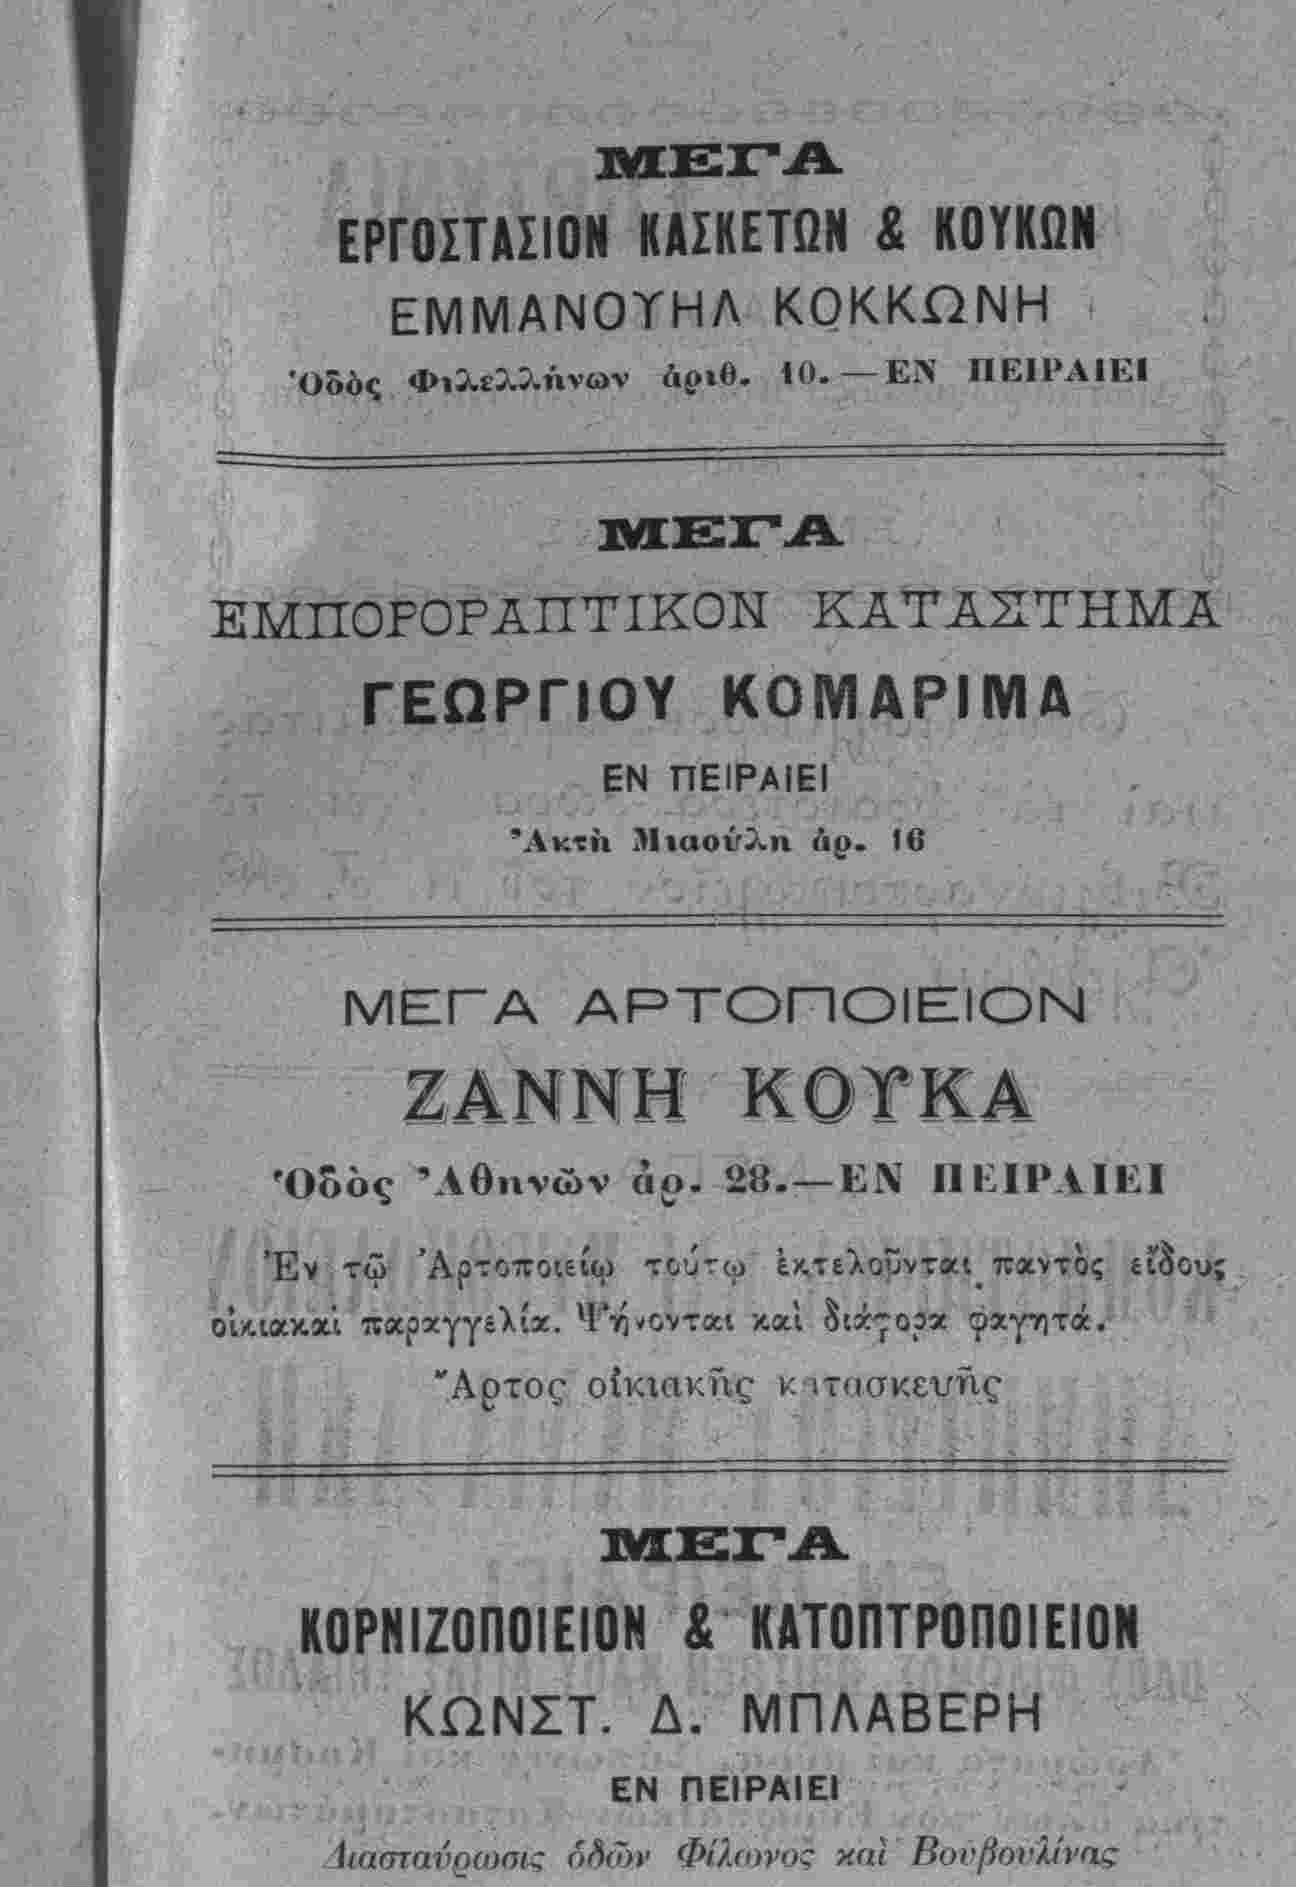 ΜΕΓΑ
ΕΡΓΟΣΤΑΣΙΟΝ ΚΑΣΚΕΤΩΝ & ΚΟΥΚΩΝ
ΕΜΜΑΝΟΥΗΛ ΚΟΚΚΩΝΗ
Ὁδὸς Φιλελλήνων ἀριθ. 10.—ΕΝ ΠΕΙΡΑΙΕΙ
ΜΕΓΑ
ΕΜΠΟΡΟΡΑΠΤΙΚΟΝ ΚΑΤΑΣΤΗΜΑ
ΓΕΩΡΓΙΟΥ ΚΟΜΑΡΙΜΑ
ΕΝ ΠΕΙΡΑΙΕΙ
Ἀκτὴ Μιαούλη ἀρ. 16
ΜΕΓΑ ΑΡΤΟΠΟΙΕΙΟΝ
ΖΑΝΝΗ ΚΟΥΚΑ
Ὁδὸς Ἀθηνῶν ἀρ. 28.—ΕΝ ΠΕΙΡΑΙΕΙ
Ἐν τῷ Ἀρτοποιείῳ τούτῳ ἐκτελοῦνται παντὸς εἴδους
οἰκιακαὶ παραγγελίαι. Ψήνονται καὶ διάφορα φαγητά.
Ἄρτος οἰκιακῆς κατασκευῆς
ΜΕΓΑ
ΚΟΡΝΙΖΟΠΟΙΕΙΟΝ & ΚΑΤΟΠΤΡΟΠΟΙΕΙΟΝ
ΚΩΝΣΤ. Δ. ΜΠΛΑΒΕΡΗ
ΕΝ ΠΕΙΡΑΙΕΙ
Διασταύρωσις ὁδῶν Φίλωνος καὶ Βουβουλίνας